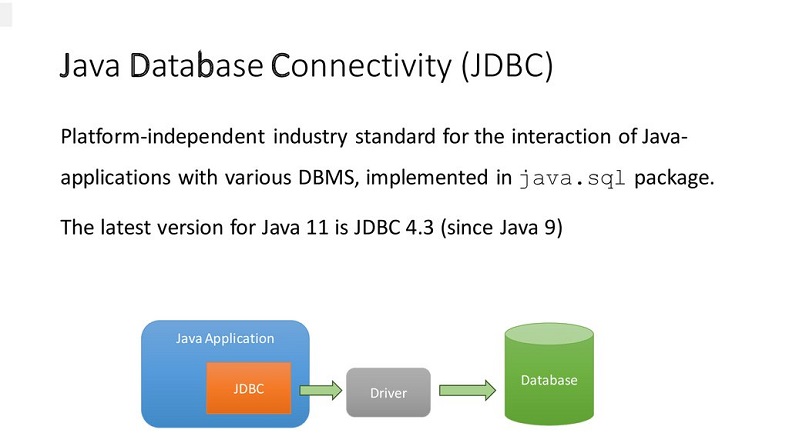 Java Database Connectivity (JDBC)
Platform-independent industry standard for the interaction of Java-
applications with various DBMS, implemented in java.sql package.
The latest version for Java 11 is JDBC 4.3 (since Java 9)
Java Application
JDBC
Driver
Database